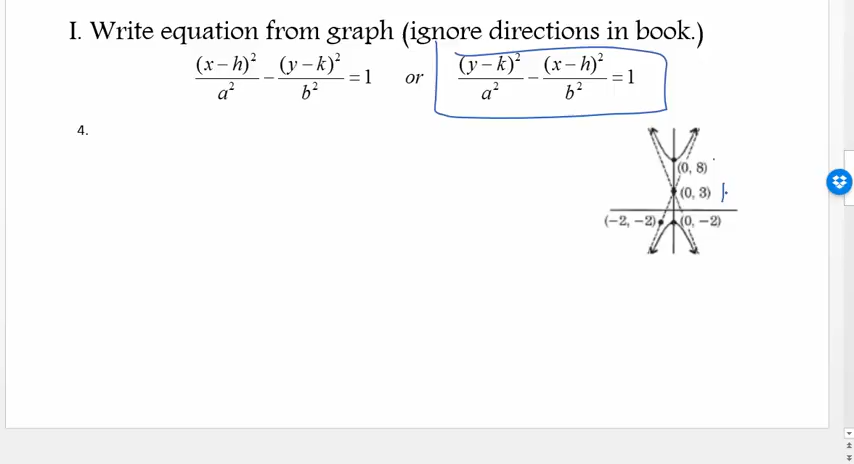 I. Write equation from graph (ignore directions in book.)
(x − h)²/a² − (y − k)²/b² = 1 or (y − k)²/a² − (x − h)²/b² = 1
4.
(0, 8)
(0, 3)
(−2, −2) (0, −2)